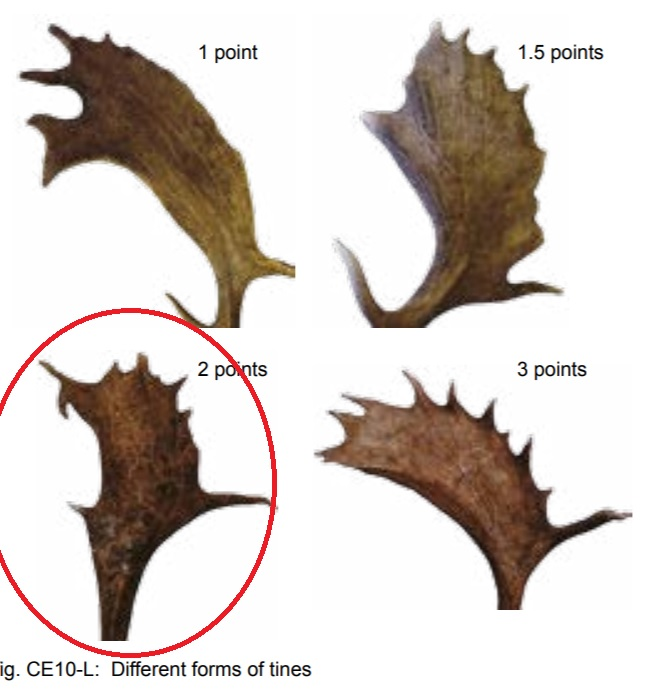 1 point
1.5 points
2 points
3 points
ig. CE10-L: Different forms of tines